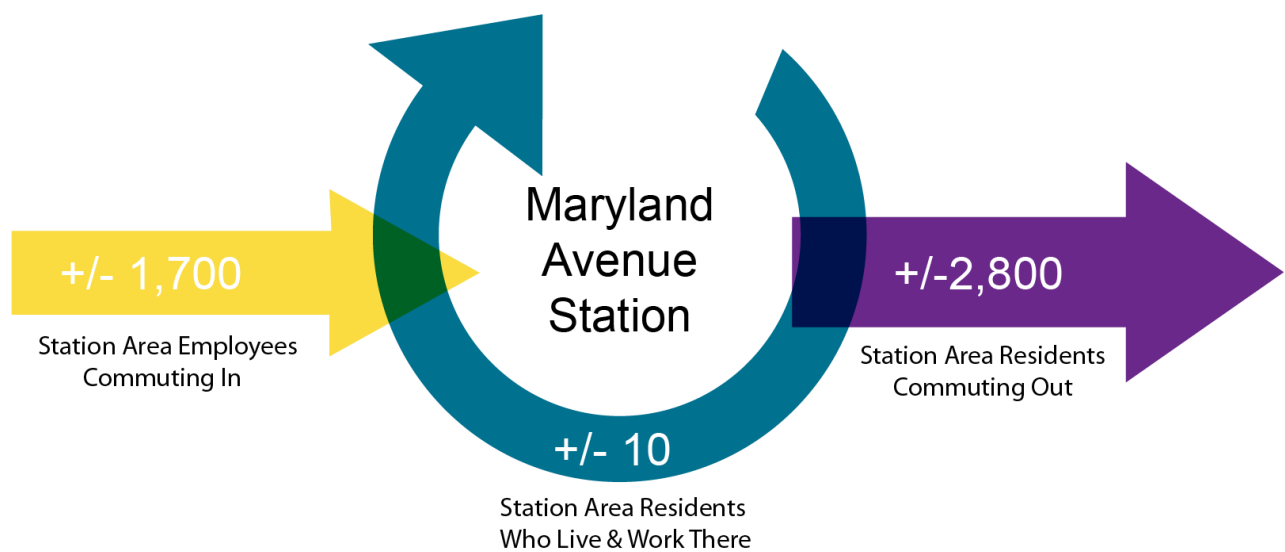 Maryland
Avenue
Station
+/- 1,700
Station Area Employees
Commuting In
+/-2,800
Station Area Residents
Commuting Out
+/- 10
Station Area Residents
Who Live & Work There